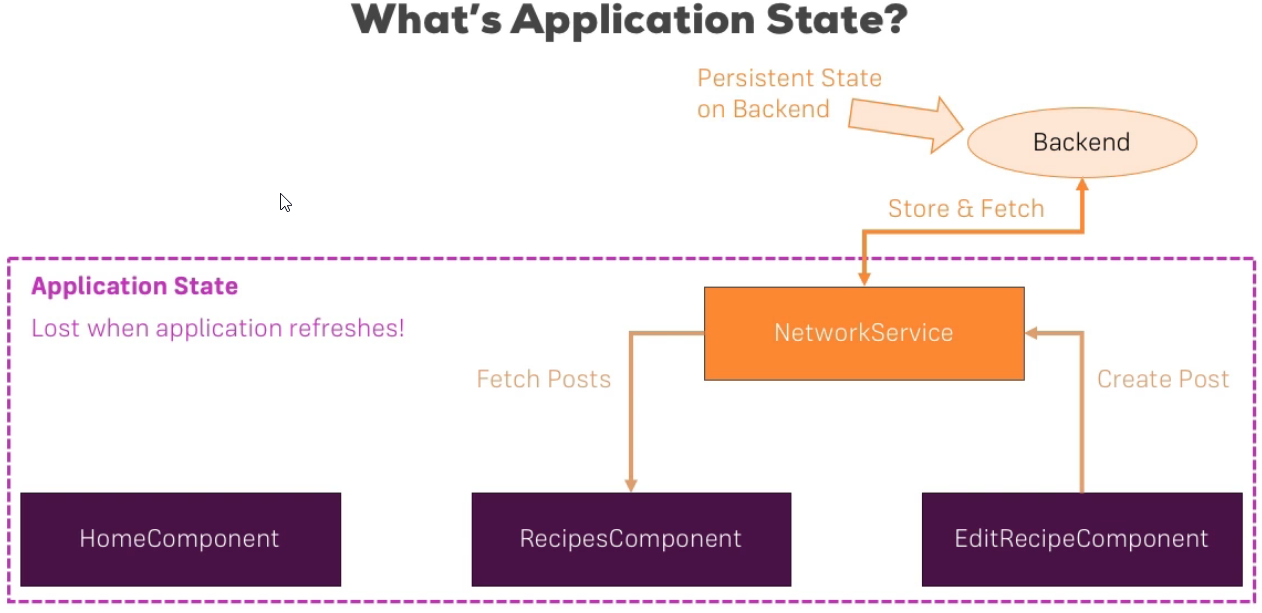 What's Application State?
Persistent State
on Backend
Backend
Store & Fetch
Application State
Lost when application refreshes!
NetworkService
Fetch Posts
Create Post
HomeComponent
RecipesComponent
EditRecipeComponent